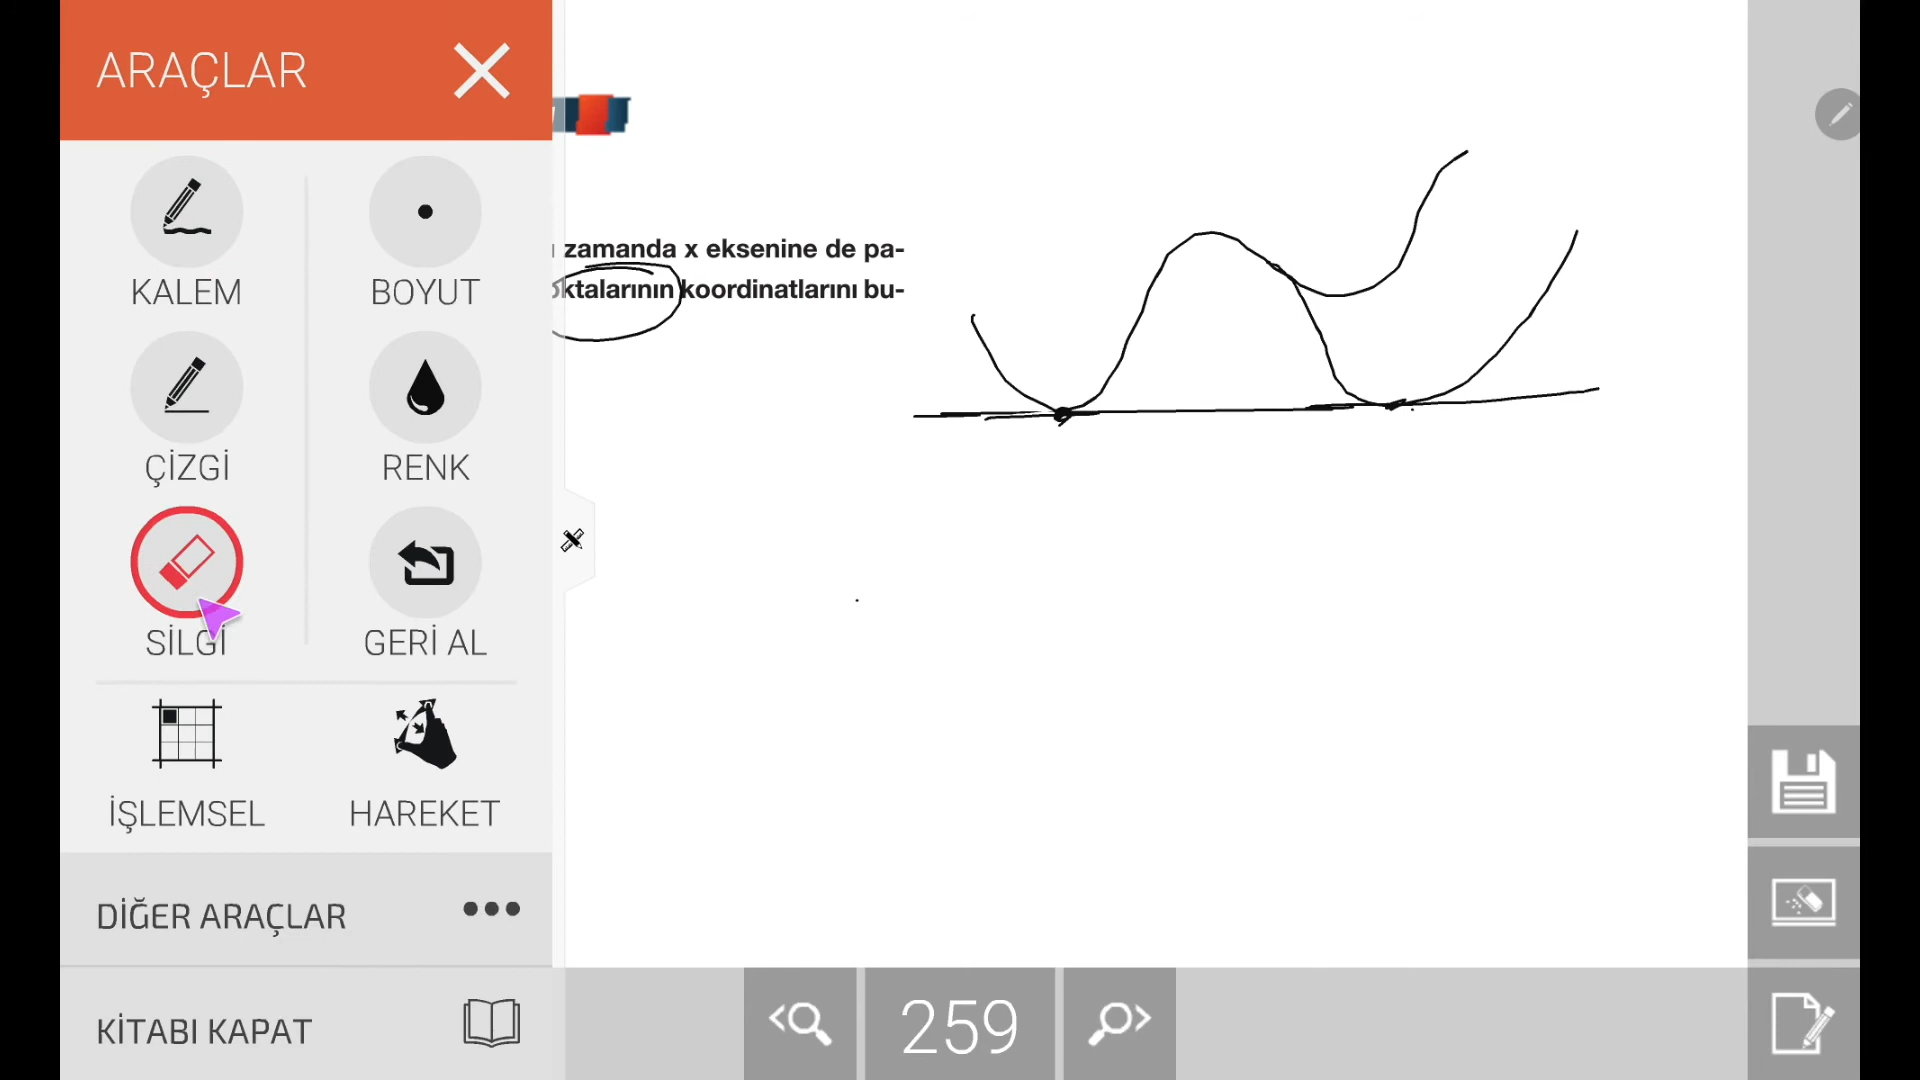 ARAÇLAR
KALEM
BOYUT
ÇİZGİ
RENK
SİLGİ
GERİ AL
İŞLEMSEL
HAREKET
DİĞER ARAÇLAR
KİTABI KAPAT
zamanda x eksenine de pa-
ktalarının koordinatlarını bu-
259